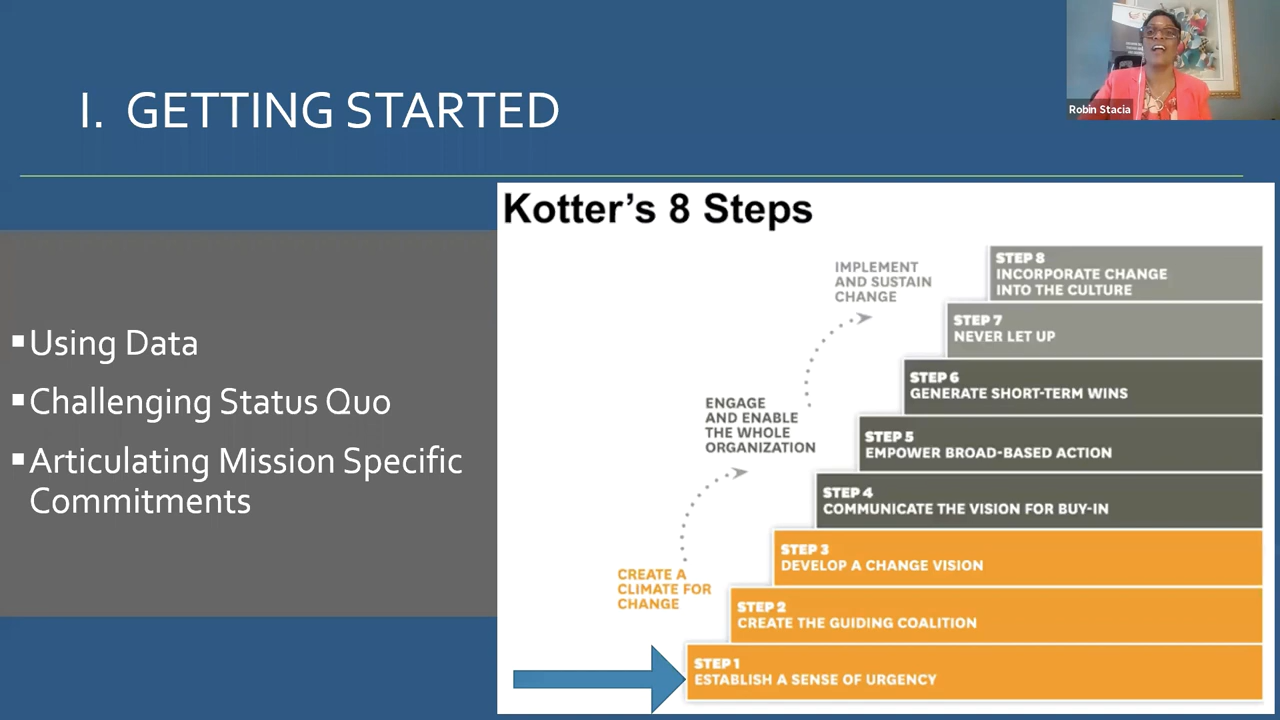 I. GETTING STARTED
Robin Stacia
▪Using Data
▪Challenging Status Quo
▪Articulating Mission Specific
Commitments
Kotter's 8 Steps
IMPLEMENT
AND SUSTAIN
CHANGE
ENGAGE
AND ENABLE
THE WHOLE
ORGANIZATION
CREATE A
CLIMATE FOR
CHANGE
STEP 8
INCORPORATE CHANGE
INTO THE CULTURE
STEP 7
NEVER LET UP
STEP 6
GENERATE SHORT-TERM WINS
STEP 5
EMPOWER BROAD-BASED ACTION
STEP 4
COMMUNICATE THE VISION FOR BUY-IN
STEP 3
DEVELOP A CHANGE VISION
STEP 2
CREATE THE GUIDING COALITION
STEP 1
ESTABLISH A SENSE OF URGENCY